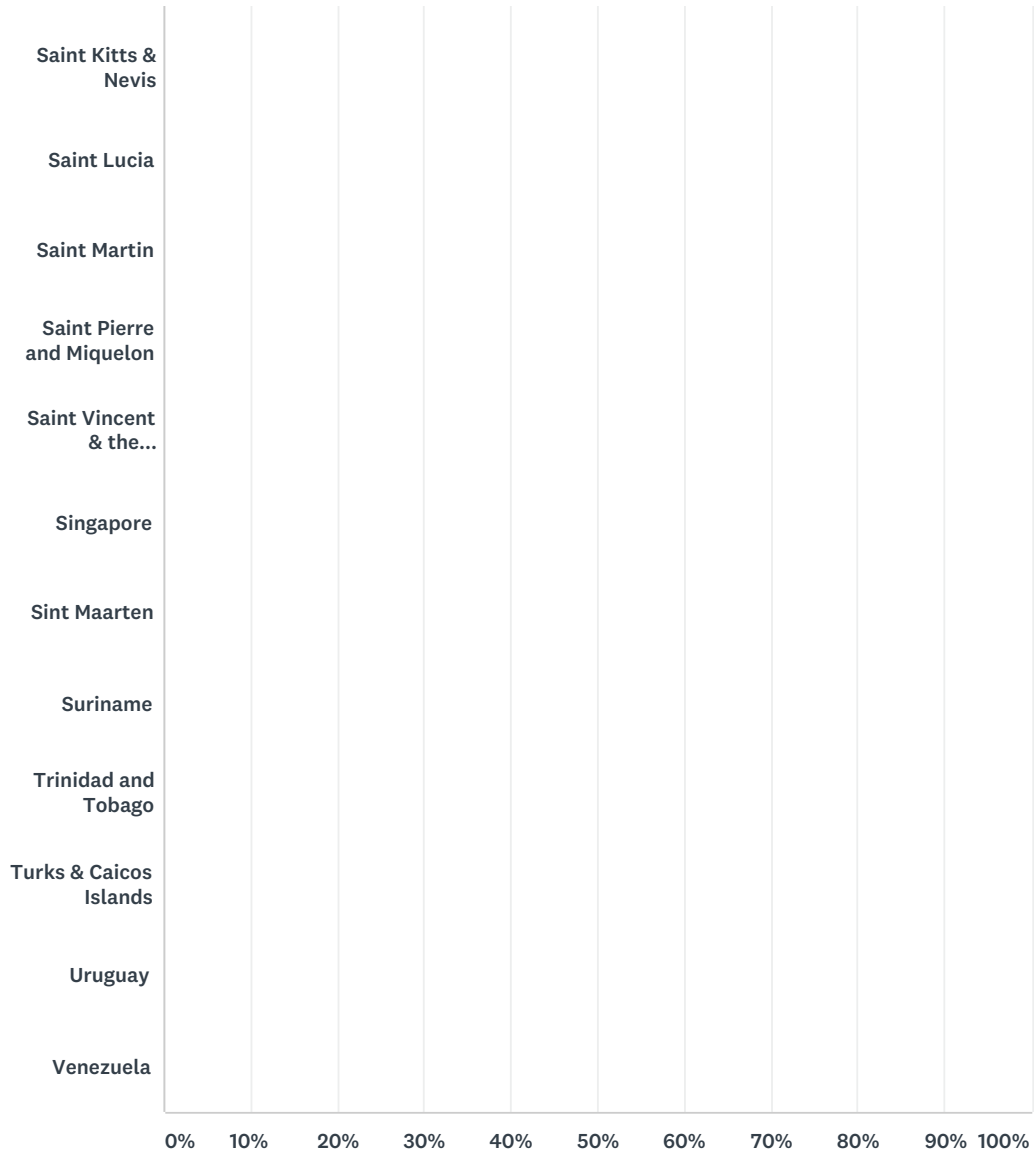 Saint Kitts &
Nevis
Saint Lucia
Saint Martin
Saint Pierre
and Miquelon
Saint Vincent
& the...
Singapore
Sint Maarten
Suriname
Trinidad and
Tobago
Turks & Caicos
Islands
Uruguay
Venezuela
0% 10% 20% 30% 40% 50% 60% 70% 80% 90% 100%